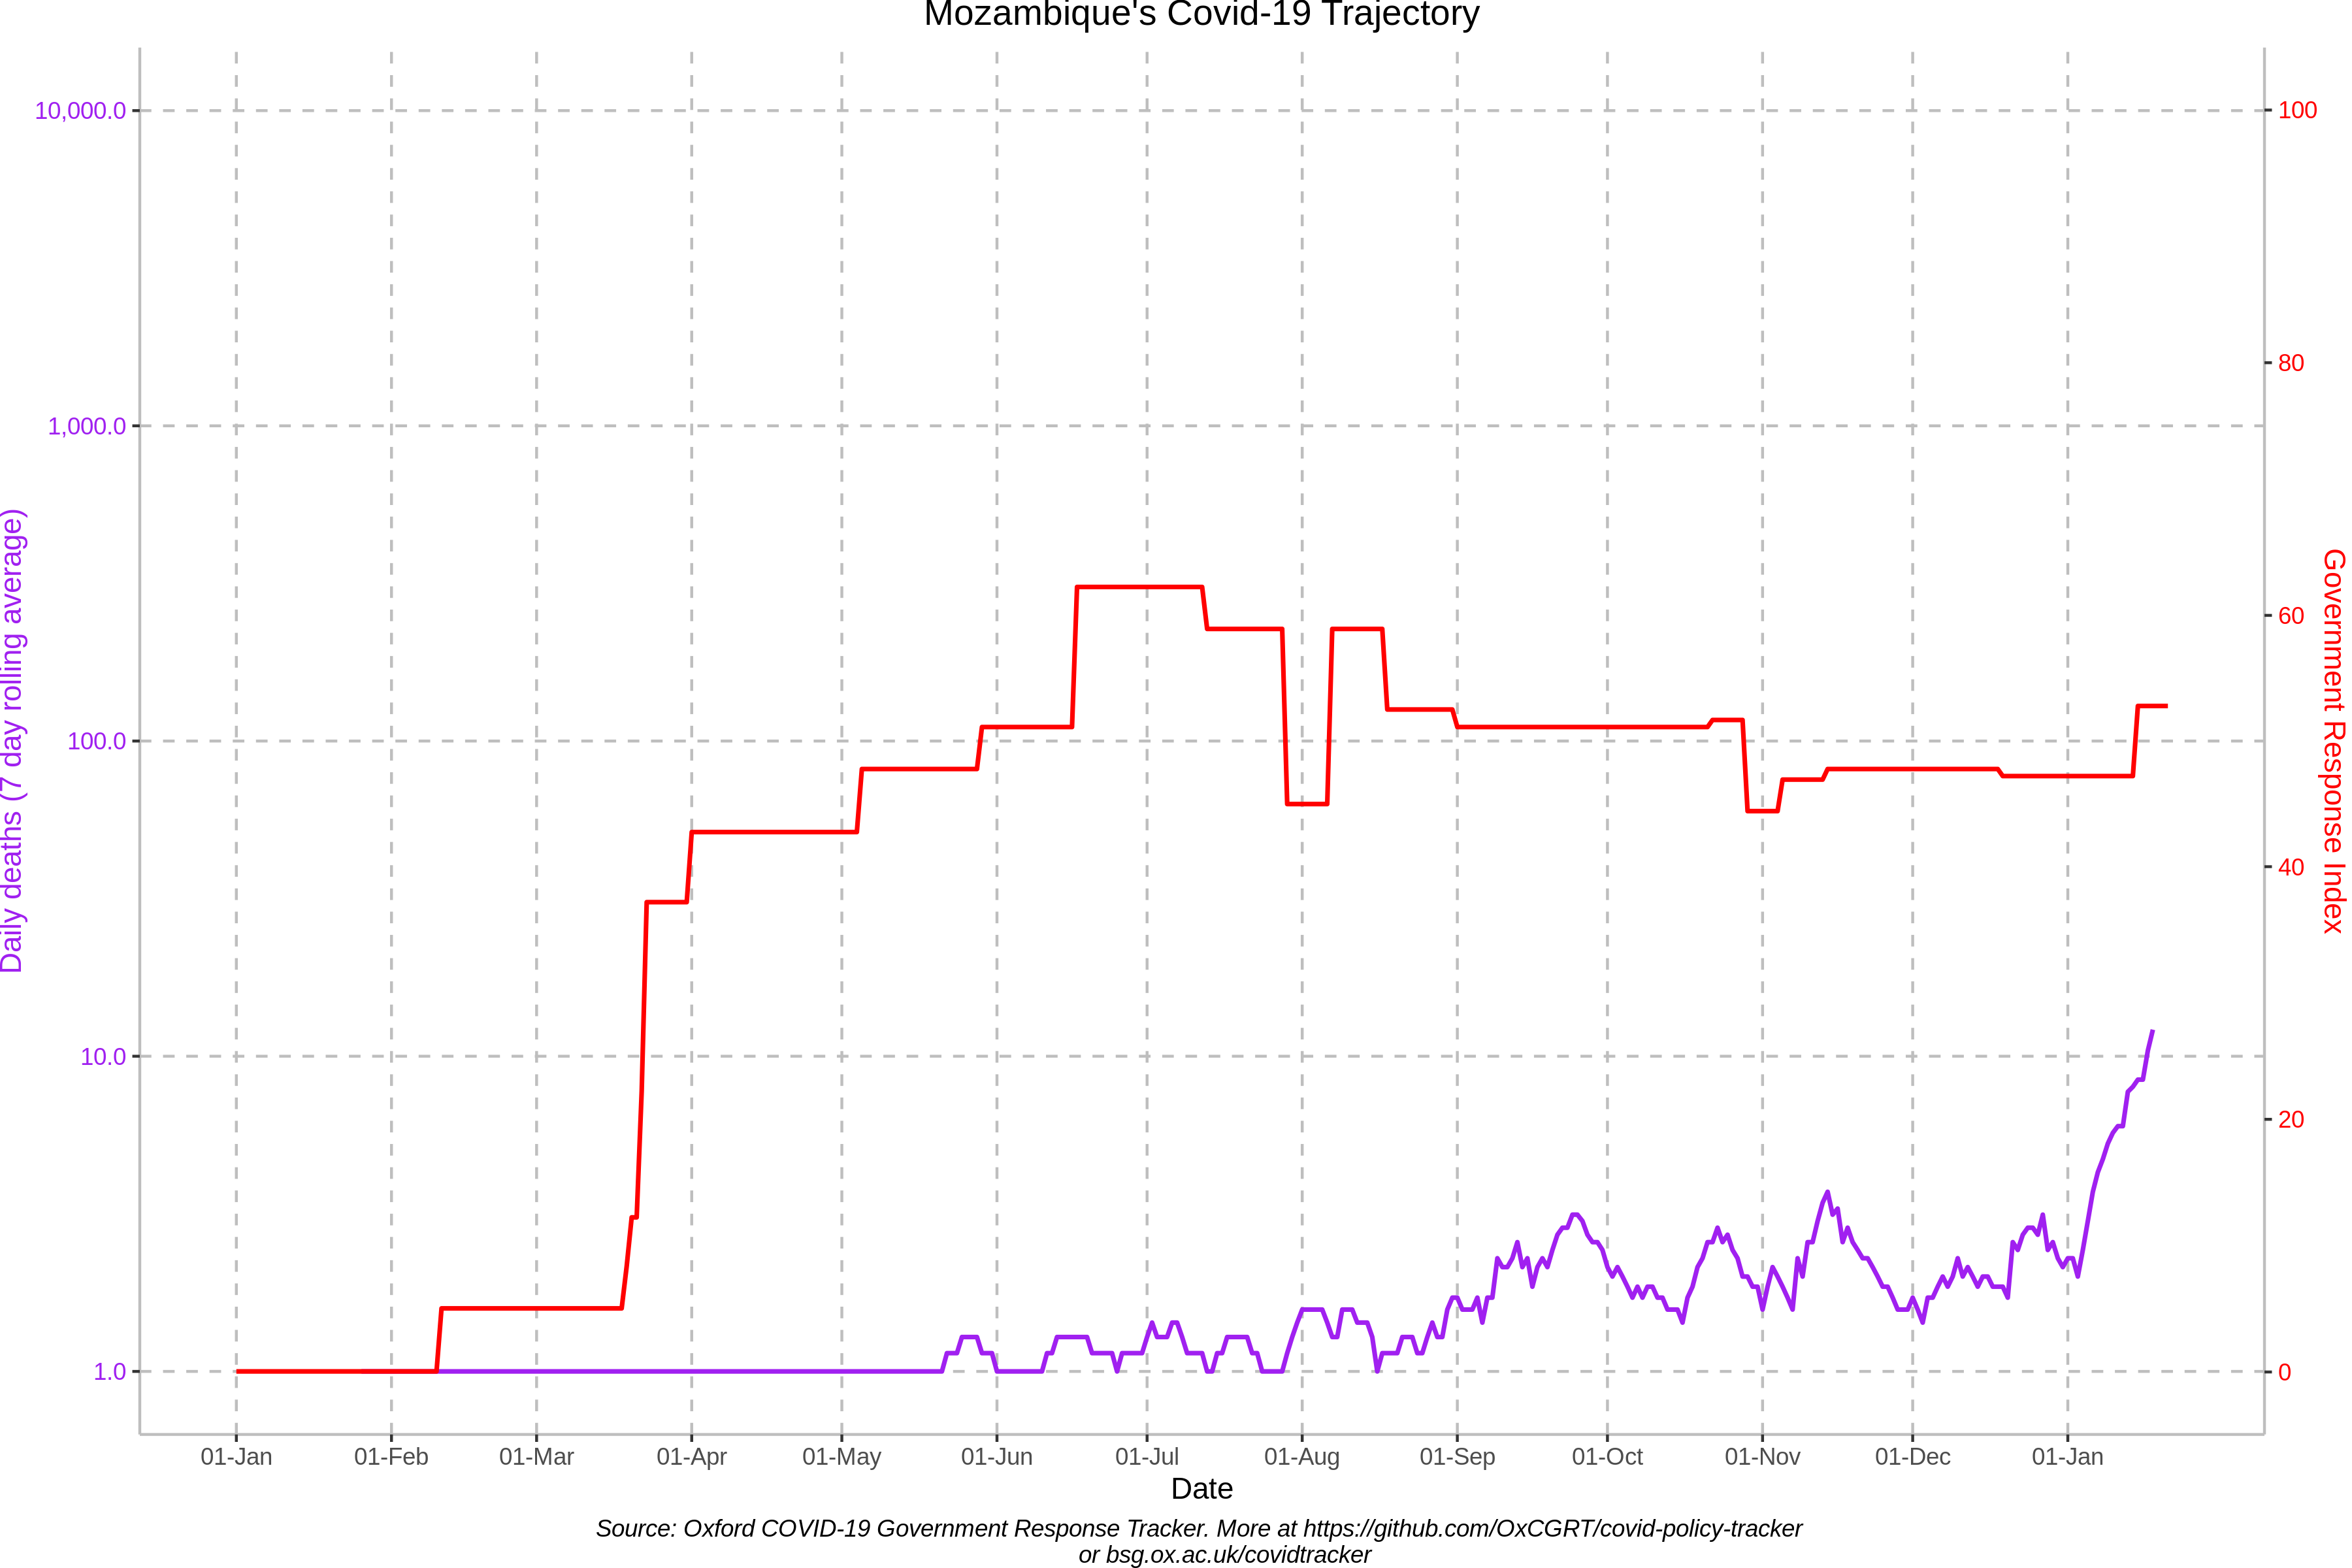 Mozambique's Covid-19 Trajectory
10,000.0
1,000.0
100.0
10.0
1.0
Daily deaths (7 day rolling average)
100
80
60
40
20
0
Government Response Index
01-Jan 01-Feb 01-Mar 01-Apr 01-May 01-Jun 01-Jul 01-Aug 01-Sep 01-Oct 01-Nov 01-Dec 01-Jan
Date
Source: Oxford COVID-19 Government Response Tracker. More at https://github.com/OxCGRT/covid-policy-tracker
or bsg.ox.ac.uk/covidtracker